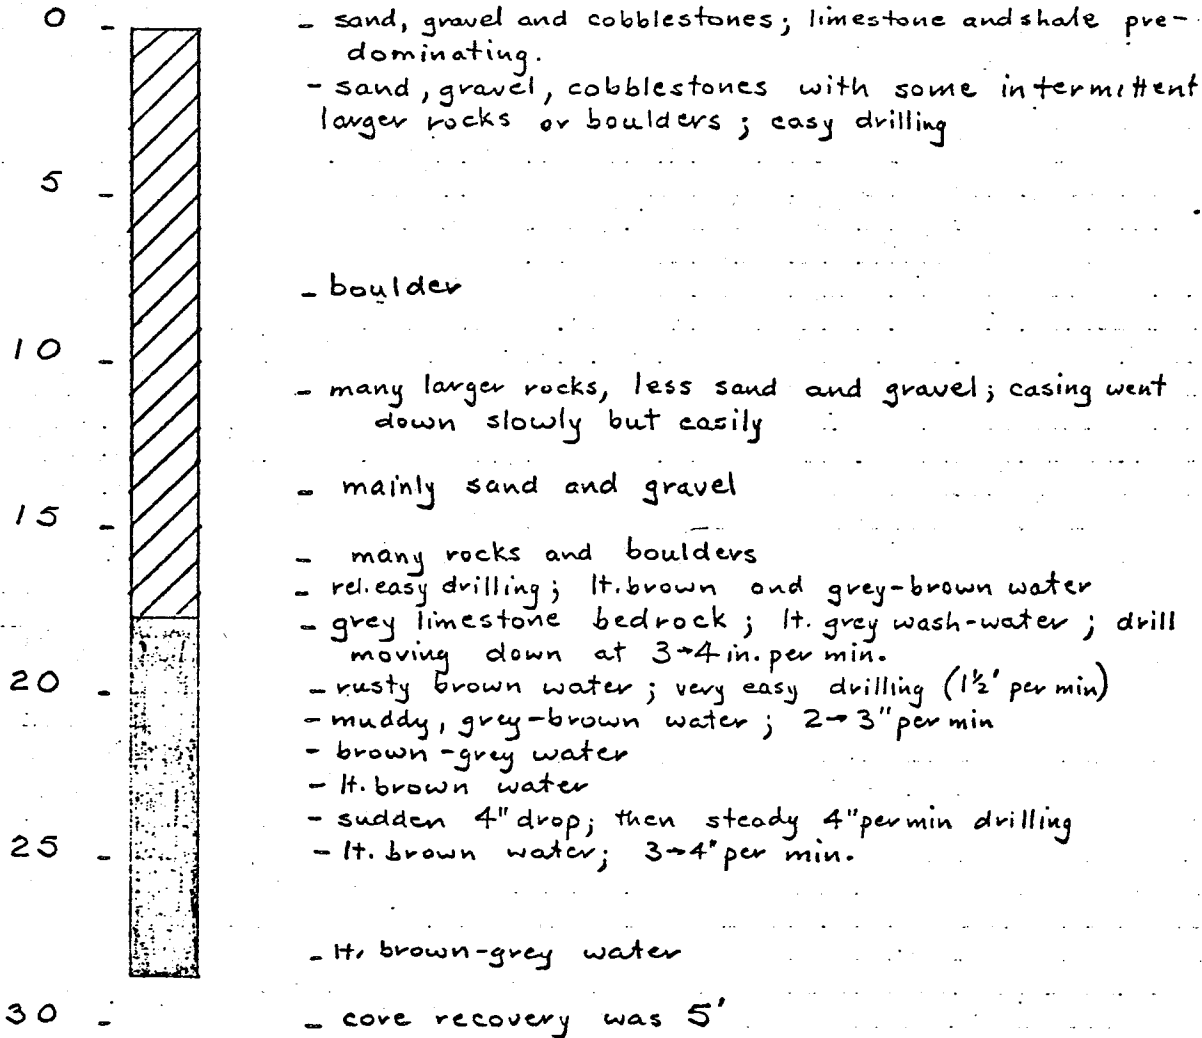 0 - - sand, gravel and cobblestones; limestone and shale pre-
dominating.
- sand, gravel, cobblestones with some intermittent
larger rocks or boulders; easy drilling
5 -
- boulder
10 -
- many larger rocks, less sand and gravel; casing went
down slowly but easily
- mainly sand and gravel
15 -
- many rocks and boulders
- rel. easy drilling; lt. brown and grey-brown water
- grey limestone bedrock; lt. grey wash-water; drill
moving down at 3→4 in. per min.
20 - - rusty brown water; very easy drilling (1½' per min)
- muddy, grey-brown water; 2→3" per min
- brown-grey water
- lt. brown water
- sudden 4" drop; then steady 4" per min drilling
25 - - lt. brown water; 3→4" per min.
- lt. brown-grey water
30 - - core recovery was 5'